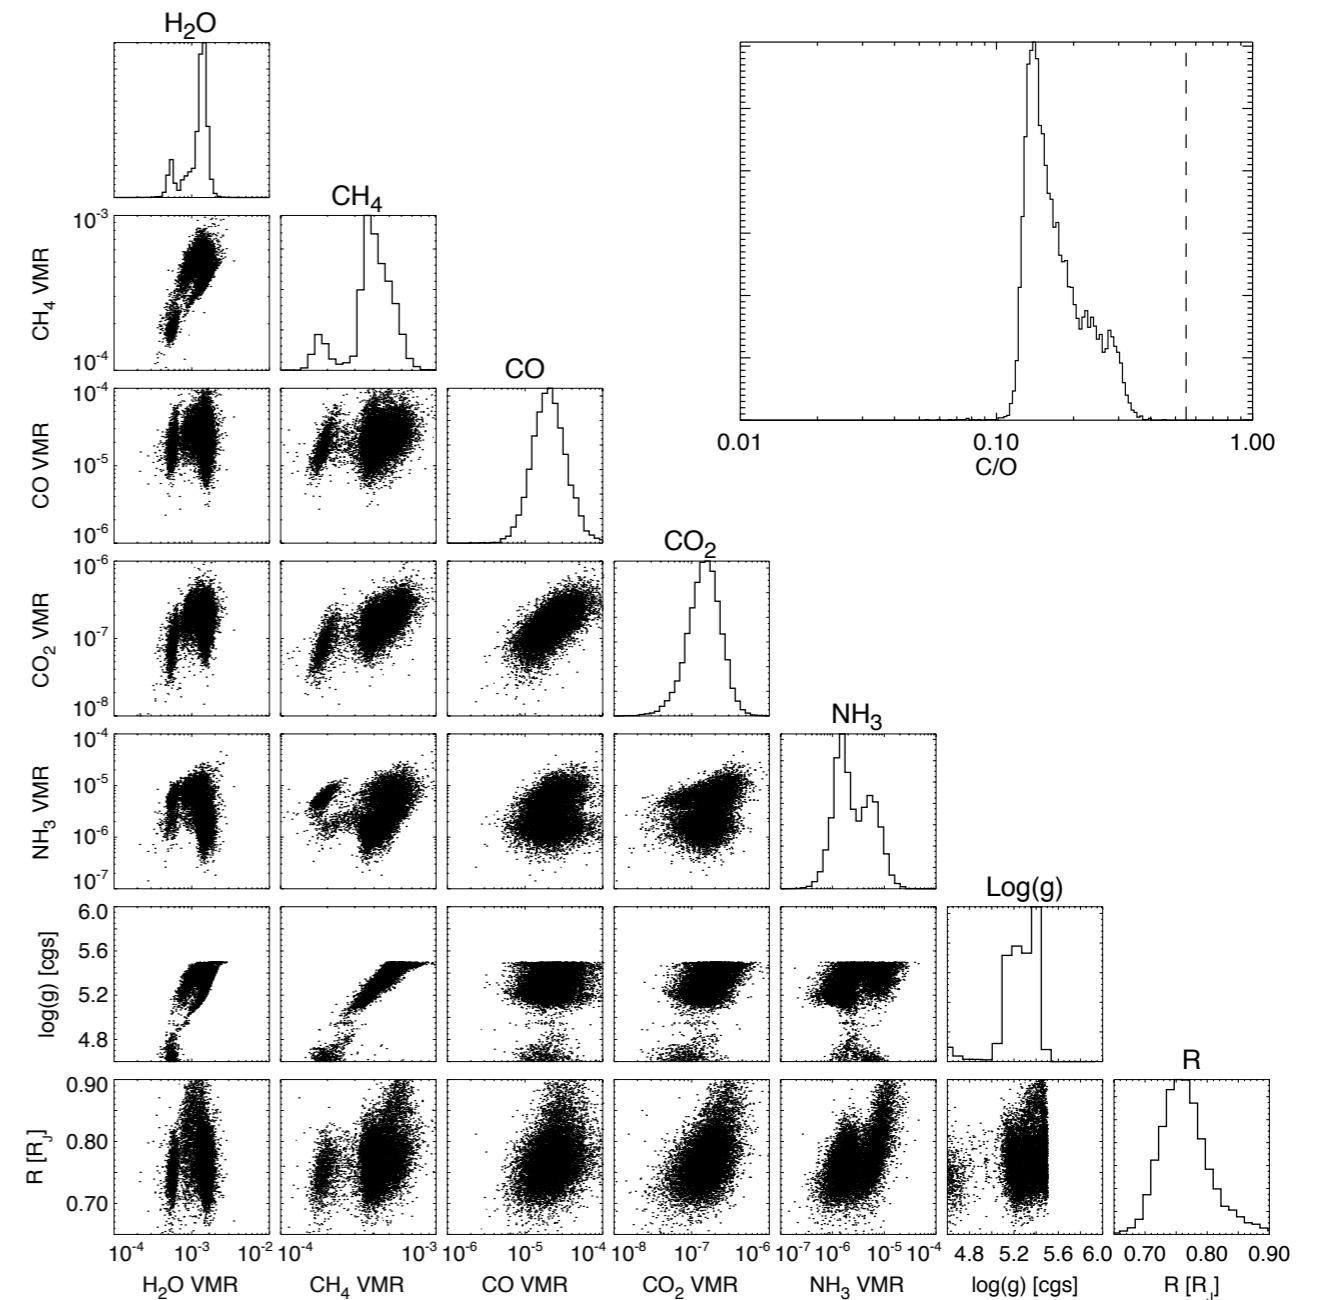 H₂O
CH₄ VMR
10⁻³
10⁻⁴
CH₄
0.01 0.10 1.00
C/O
CO VMR
10⁻⁴
10⁻⁵
10⁻⁶
CO
CO₂ VMR
10⁻⁶
10⁻⁷
10⁻⁸
CO₂
NH₃ VMR
10⁻⁴
10⁻⁵
10⁻⁶
10⁻⁷
NH₃
log(g) [cgs]
6.0
5.6
5.2
4.8
Log(g)
R [R_J]
0.90
0.80
0.70
R
10⁻⁴ 10⁻³ 10⁻² 10⁻⁴ 10⁻³ 10⁻⁶ 10⁻⁵ 10⁻⁴ 10⁻⁸ 10⁻⁷ 10⁻⁶ 10⁻⁷ 10⁻⁶ 10⁻⁵ 10⁻⁴ 4.8 5.2 5.6 6.0 0.70 0.80 0.90
H₂O VMR CH₄ VMR CO VMR CO₂ VMR NH₃ VMR log(g) [cgs] R [R_J]